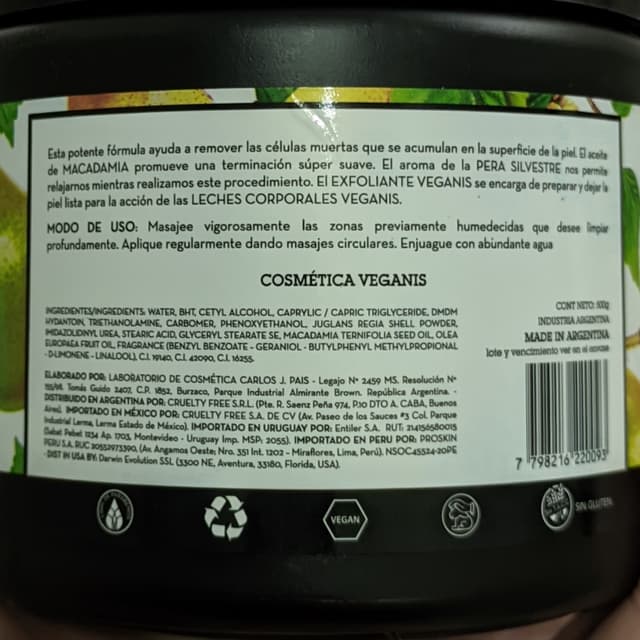 Esta potente fórmula ayuda a remover las células muertas que se acumulan en la superficie de la piel. El aceite
de MACADAMIA promueve una terminación súper suave. El aroma de la PERA SILVESTRE nos permite
relajarnos mientras realizamos este procedimiento. El EXFOLIANTE VEGANIS se encarga de preparar y dejar la
piel lista para la acción de las LECHES CORPORALES VEGANIS.
MODO DE USO: Masajee vigorosamente las zonas previamente humedecidas que desee limpiar
profundamente. Aplique regularmente dando masajes circulares. Enjuague con abundante agua
COSMÉTICA VEGANIS
INGREDIENTES/INGREDIENTS: WATER, BHT, CETYL ALCOHOL, CAPRYLIC / CAPRIC TRIGLYCERIDE, DMDM
HYDANTOIN, TRIETHANOLAMINE, CARBOMER, PHENOXYETHANOL, JUGLANS REGIA SHELL POWDER,
IMIDAZOLIDINYL UREA, STEARIC ACID, GLYCERYL STEARATE SE, MACADAMIA TERNIFOLIA SEED OIL, OLEA
EUROPAEA FRUIT OIL, FRAGRANCE (BENZYL BENZOATE - GERANIOL - BUTYLPHENYL METHYLPROPIONAL
- D-LIMONENE - LINALOOL), C.I. 19140, C.I. 42090, C.I. 16255.
ELABORADO POR: LABORATORIO DE COSMÉTICA CARLOS J. PAIS - Legajo Nº 2459 MS. Resolución Nº
155/98. Tomás Guido 2407, C.P. 1852, Burzaco, Parque Industrial Almirante Brown. República Argentina. -
DISTRIBUIDO EN ARGENTINA POR: CRUELTY FREE S.R.L. (Pte. R. Saenz Peña 974, P.10 DTO A, CABA, Buenos
Aires). IMPORTADO EN MÉXICO POR: CRUELTY FREE S.A. DE CV (Av. Paseo de los Sauces #3 Col. Parque
Industrial Lerma, Lerma Estado de México). IMPORTADO EN URUGUAY POR: Entiler S.A. RUT: 214156580015
(Isabel Pebel 1234 Ap. 1703, Montevideo - Uruguay Imp. MSP: 2055). IMPORTADO EN PERU POR: PROSKIN
PERU S.A. RUC 20552973390, (Av. Angamos Oeste; Nro. 351 Int. 1202 - Miraflores, Lima, Perú). NSOC45524-20PE
- DIST IN USA BY: Darwin Evolution SSL (3300 NE, Aventura, 33180, Florida, USA).
CONT NETO: 500g
INDUSTRIA ARGENTINA
MADE IN ARGENTINA
lote y vencimiento ver en el envase
7 798216 220093
VEGAN
SIN GLUTEN